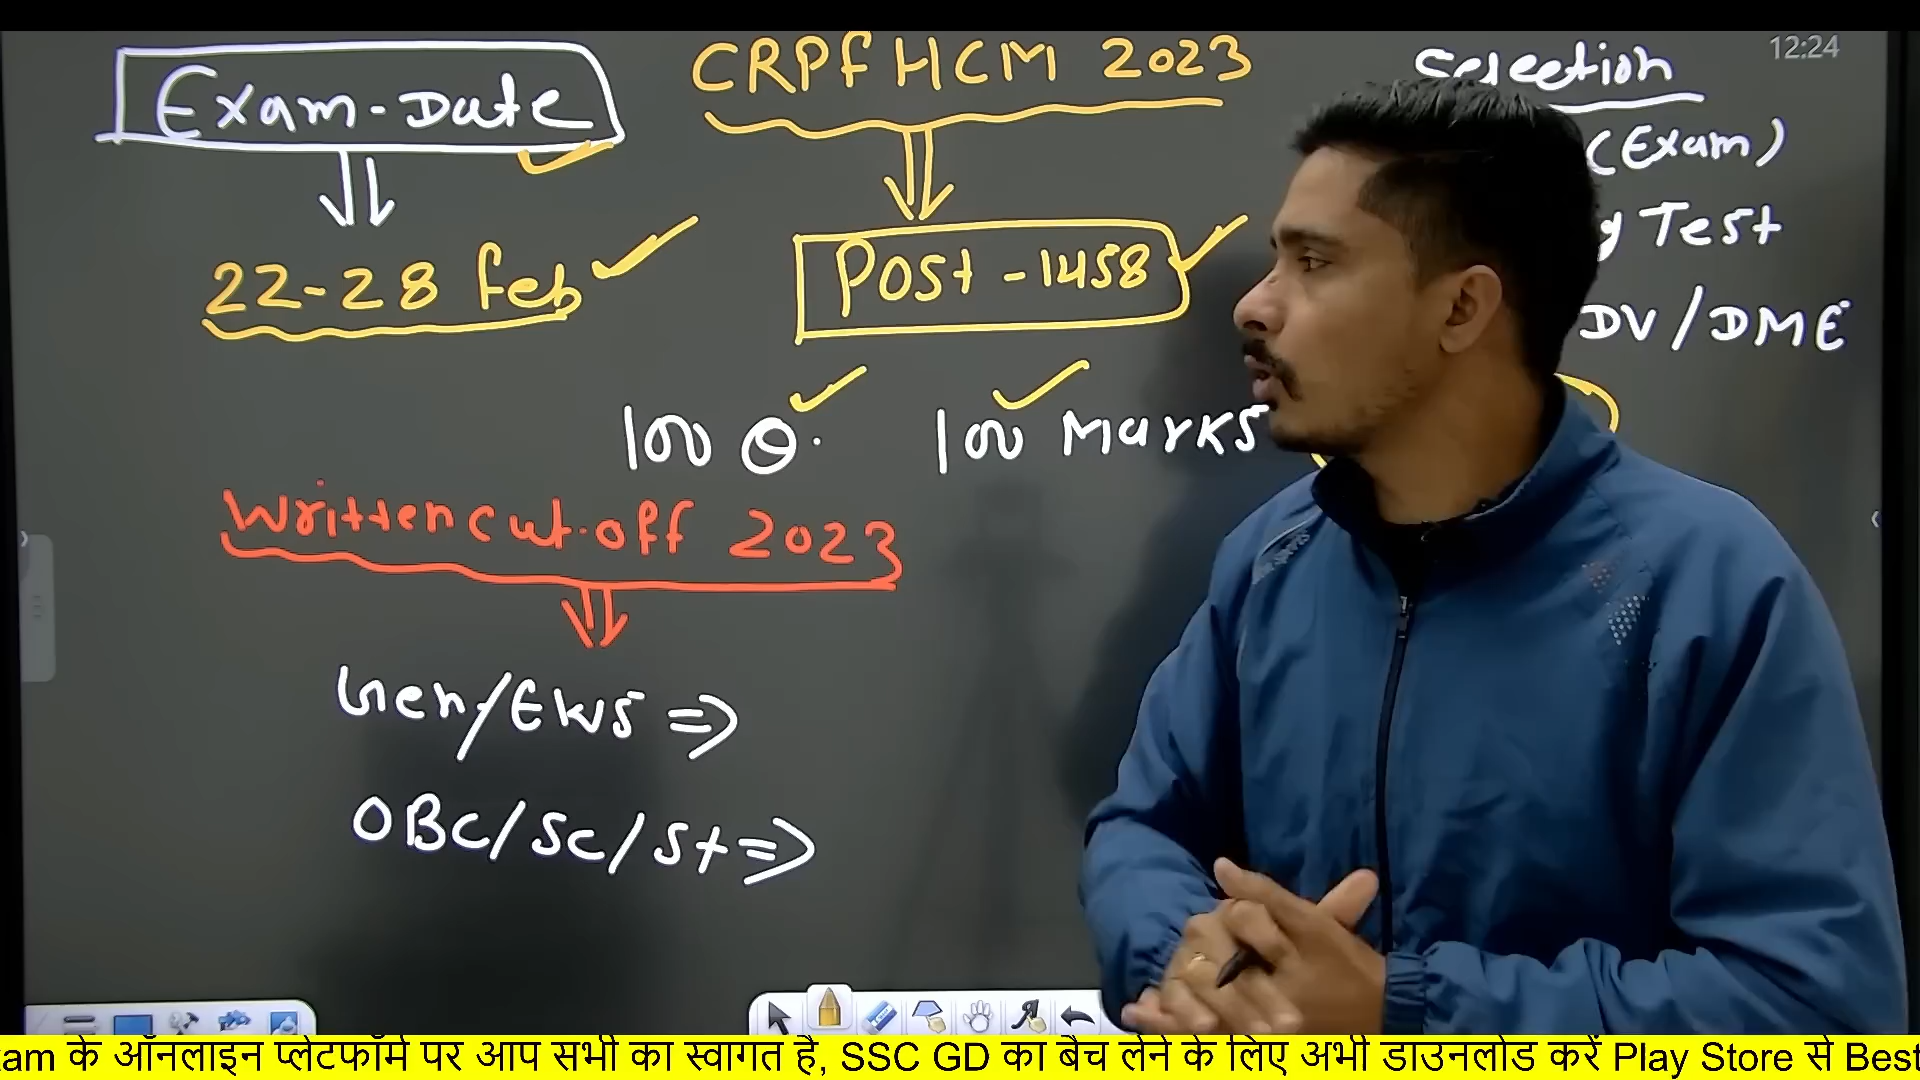 Exam-Date
22-28 Feb
CRPF HCM 2023
Post - 1458
100 Q. 100 Marks
Selection
(Exam)
g Test
DV/DME
12:24
Written cut.off 2023
Gen/EWS ⇒
OBC/SC/St ⇒
am के ऑनलाइन प्लेटफॉर्म पर आप सभी का स्वागत है, SSC GD का बैच लेने के लिए अभी डाउनलोड करें Play Store से Best